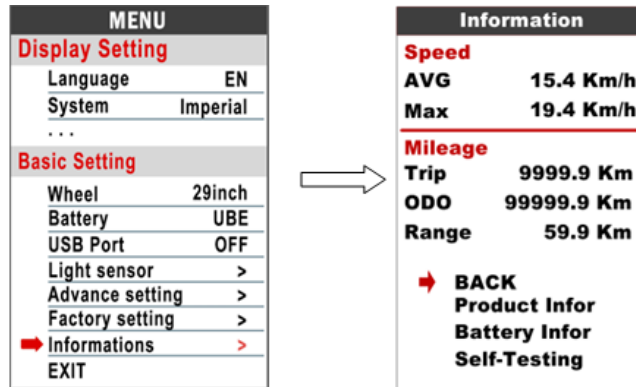 MENU
Display Setting
Language EN
System Imperial
...
Basic Setting
Wheel 29inch
Battery UBE
USB Port OFF
Light sensor >
Advance setting >
Factory setting >
Informations >
EXIT
Information
Speed
AVG 15.4 Km/h
Max 19.4 Km/h
Mileage
Trip 9999.9 Km
ODO 99999.9 Km
Range 59.9 Km
BACK
Product Infor
Battery Infor
Self-Testing